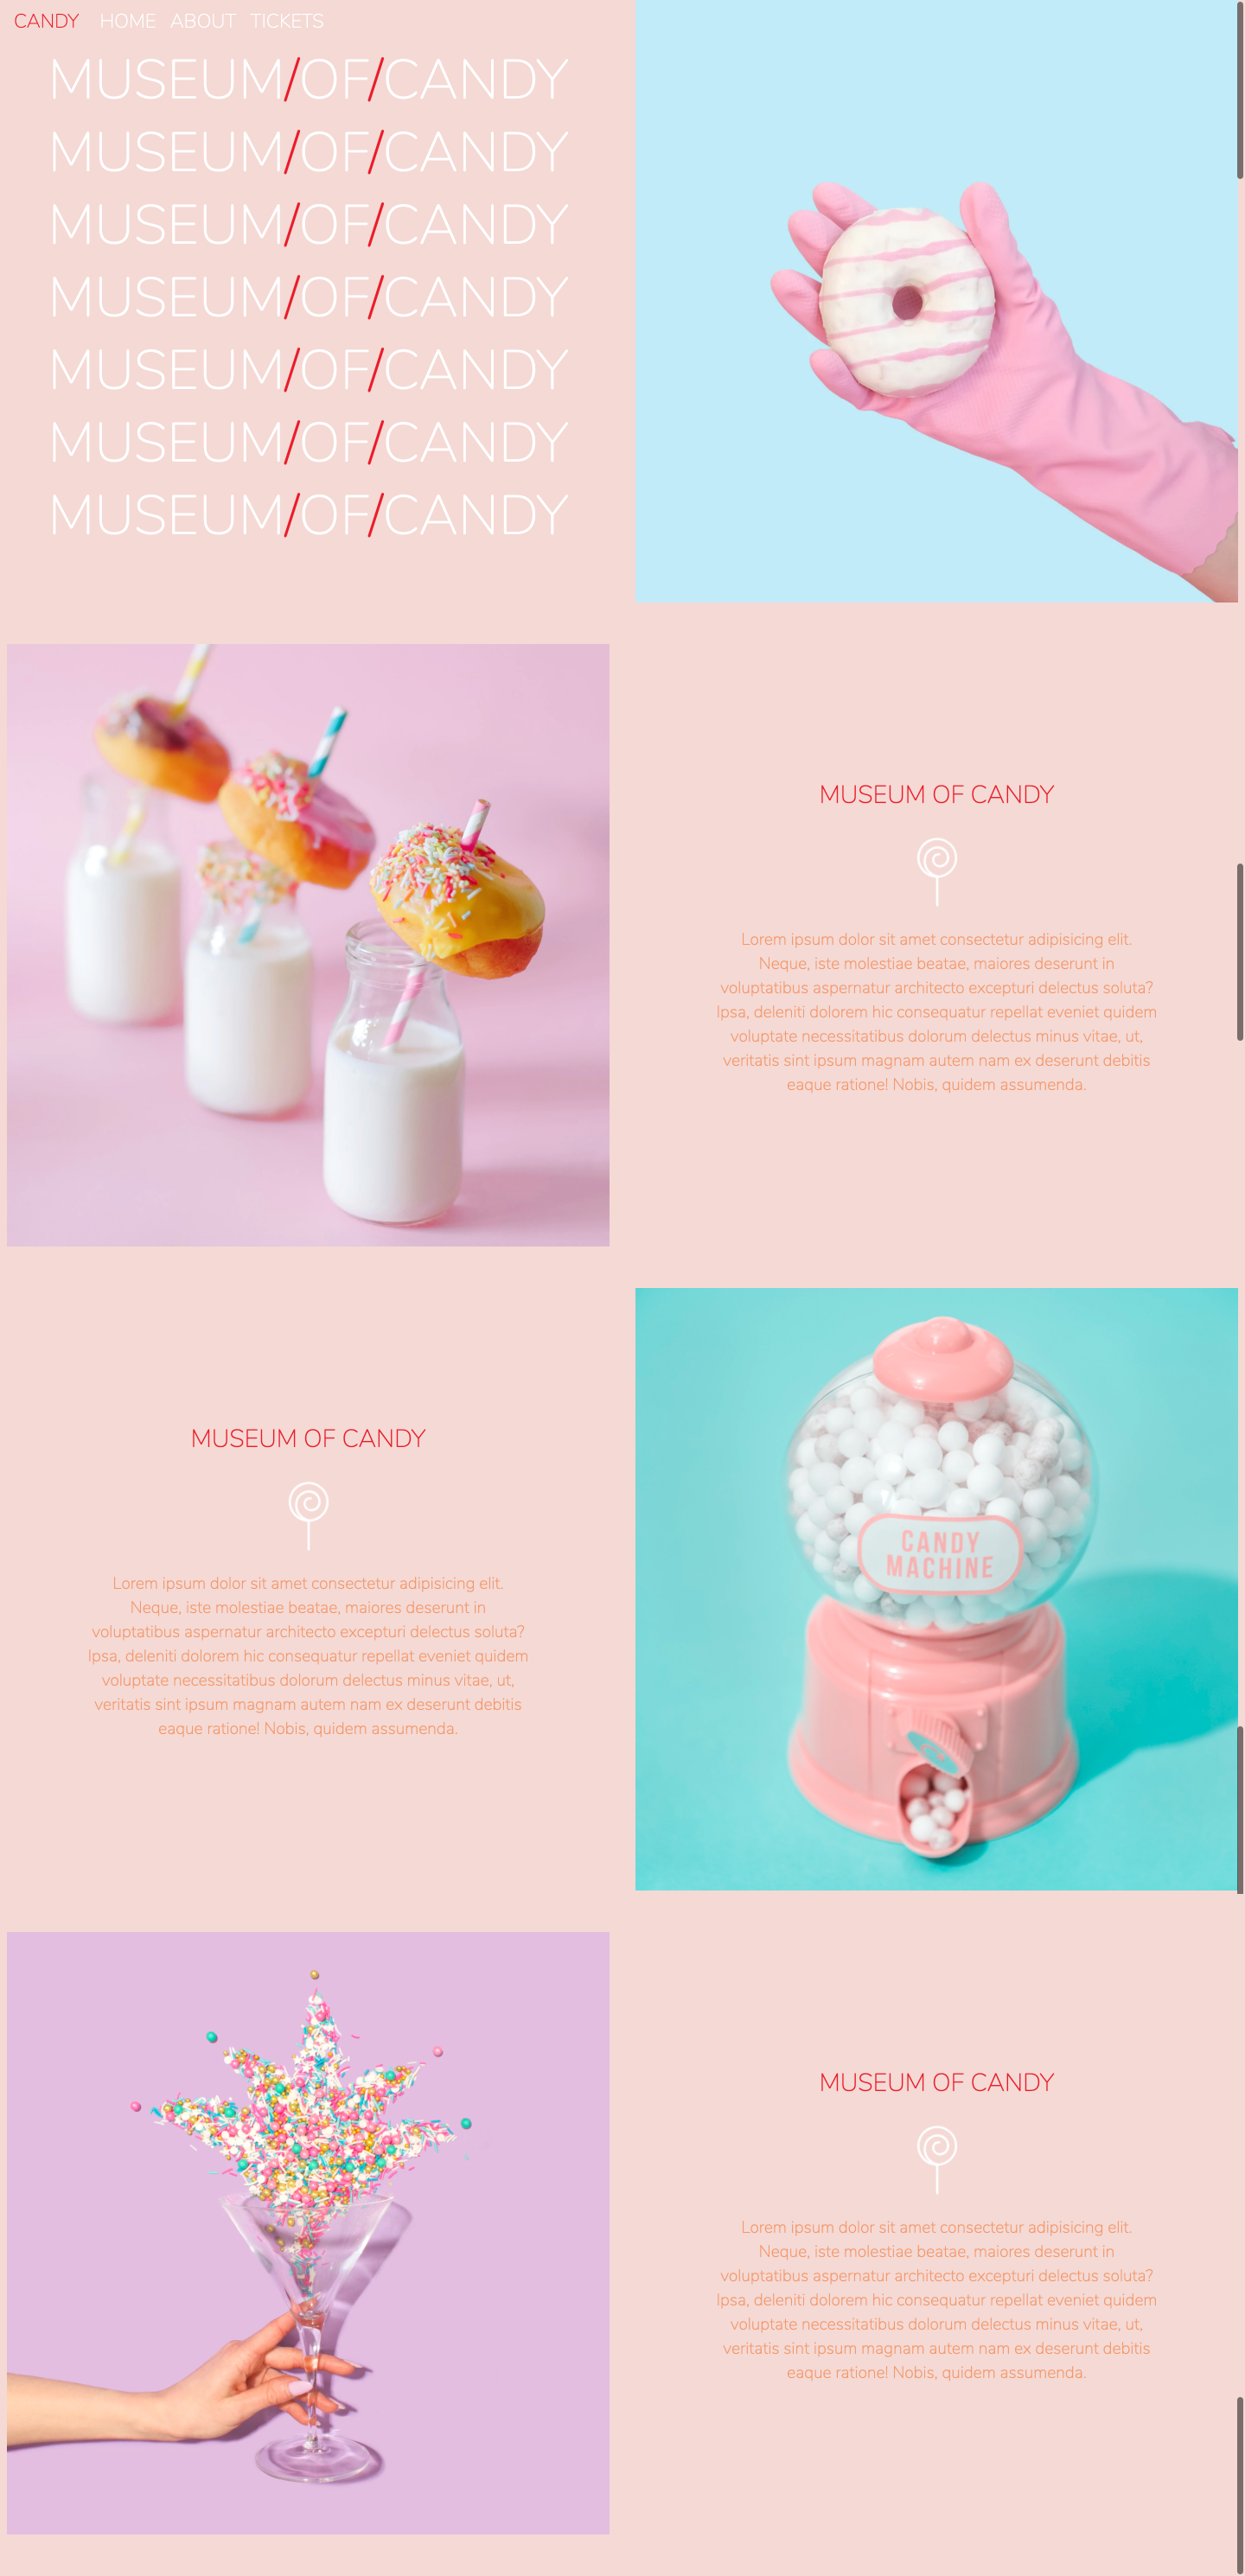 CANDY HOME ABOUT TICKETS
MUSEUM/OF/CANDY
MUSEUM/OF/CANDY
MUSEUM/OF/CANDY
MUSEUM/OF/CANDY
MUSEUM/OF/CANDY
MUSEUM/OF/CANDY
MUSEUM/OF/CANDY
MUSEUM OF CANDY
Lorem ipsum dolor sit amet consectetur adipisicing elit.
Neque, iste molestiae beatae, maiores deserunt in
voluptatibus aspernatur architecto excepturi delectus soluta?
Ipsa, deleniti dolorem hic consequatur repellat eveniet quidem
voluptate necessitatibus dolorum delectus minus vitae, ut,
veritatis sint ipsum magnam autem nam ex deserunt debitis
eaque ratione! Nobis, quidem assumenda.
MUSEUM OF CANDY
Lorem ipsum dolor sit amet consectetur adipisicing elit.
Neque, iste molestiae beatae, maiores deserunt in
voluptatibus aspernatur architecto excepturi delectus soluta?
Ipsa, deleniti dolorem hic consequatur repellat eveniet quidem
voluptate necessitatibus dolorum delectus minus vitae, ut,
veritatis sint ipsum magnam autem nam ex deserunt debitis
eaque ratione! Nobis, quidem assumenda.
CANDY
MACHINE
MUSEUM OF CANDY
Lorem ipsum dolor sit amet consectetur adipisicing elit.
Neque, iste molestiae beatae, maiores deserunt in
voluptatibus aspernatur architecto excepturi delectus soluta?
Ipsa, deleniti dolorem hic consequatur repellat eveniet quidem
voluptate necessitatibus dolorum delectus minus vitae, ut,
veritatis sint ipsum magnam autem nam ex deserunt debitis
eaque ratione! Nobis, quidem assumenda.